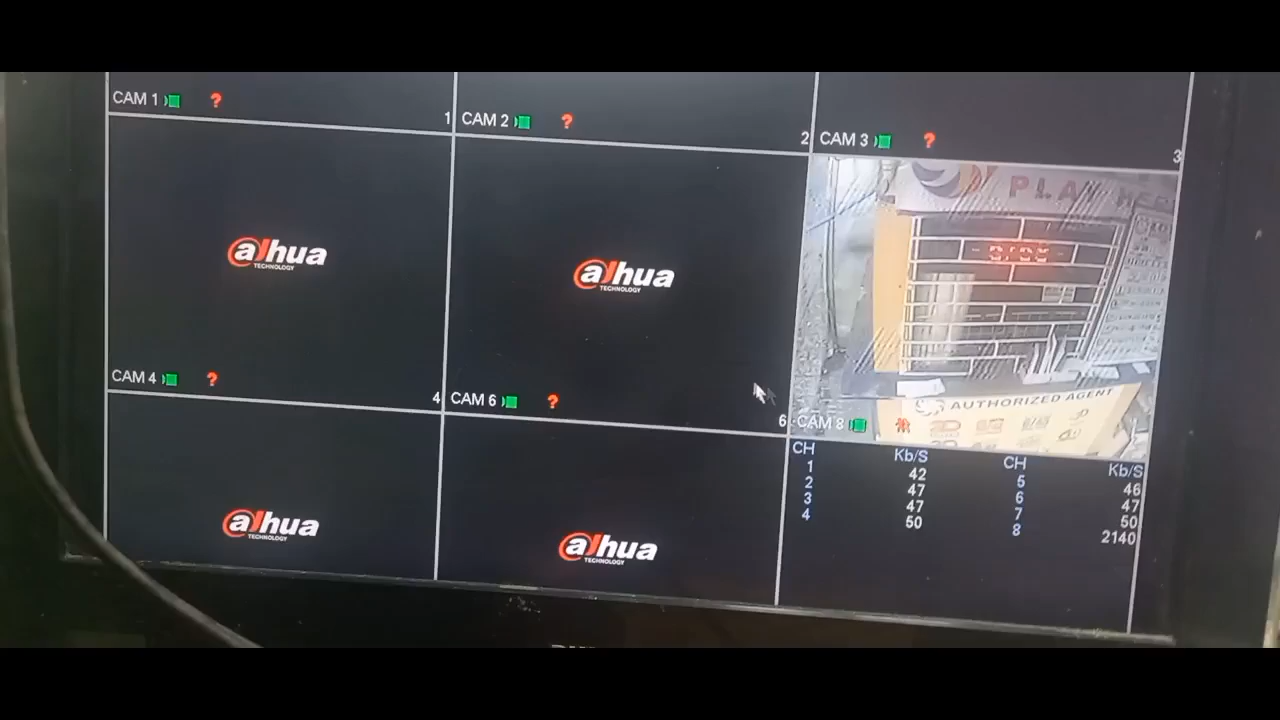 CAM 1 ?
1
CAM 2 ?
2
CAM 3 ?
3
alhua
TECHNOLOGY
alhua
TECHNOLOGY
PLA
CAM 4 ?
4
CAM 6 ?
6
CAM 8
AUTHORIZED AGENT
CH Kb/S CH Kb/S
1 42 5 46
2 47 6 47
3 47 7 50
4 50 8 2140
alhua
TECHNOLOGY
alhua
TECHNOLOGY